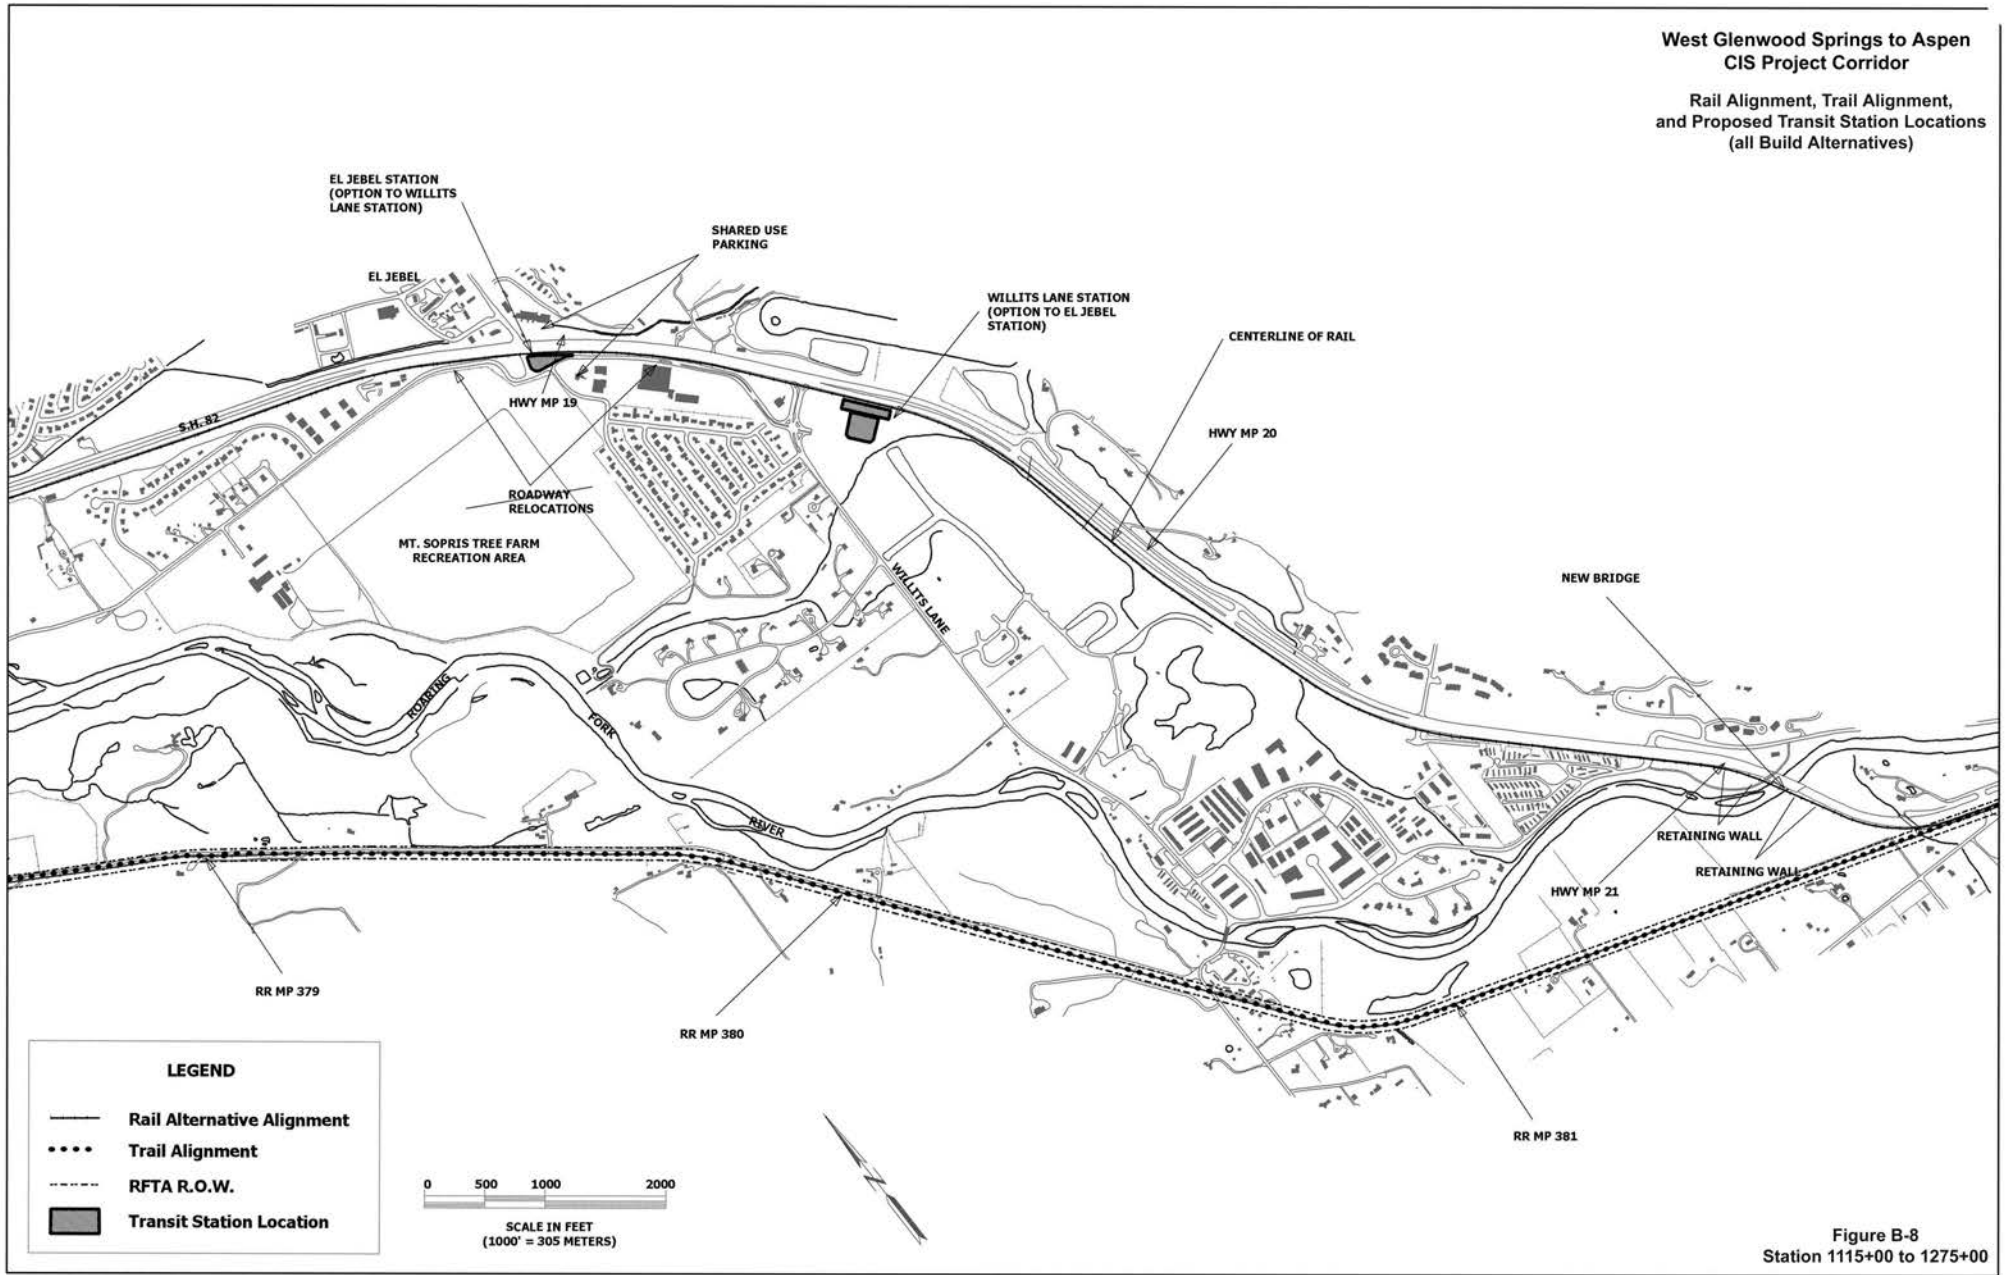 West Glenwood Springs to Aspen
CIS Project Corridor
Rail Alignment, Trail Alignment,
and Proposed Transit Station Locations
(all Build Alternatives)
EL JEBEL STATION
(OPTION TO WILLITS
LANE STATION)
SHARED USE
PARKING
EL JEBEL
WILLITS LANE STATION
(OPTION TO EL JEBEL
STATION)
CENTERLINE OF RAIL
HWY MP 19
S.H. 82
HWY MP 20
ROADWAY
RELOCATIONS
MT. SOPRIS TREE FARM
RECREATION AREA
WILLITS LANE
NEW BRIDGE
ROARING
FORK
RIVER
RETAINING WALL
RETAINING WALL
HWY MP 21
RR MP 379
RR MP 380
RR MP 381
LEGEND
Rail Alternative Alignment
Trail Alignment
RFTA R.O.W.
Transit Station Location
0 500 1000 2000
SCALE IN FEET
(1000' = 305 METERS)
N
Figure B-8
Station 1115+00 to 1275+00